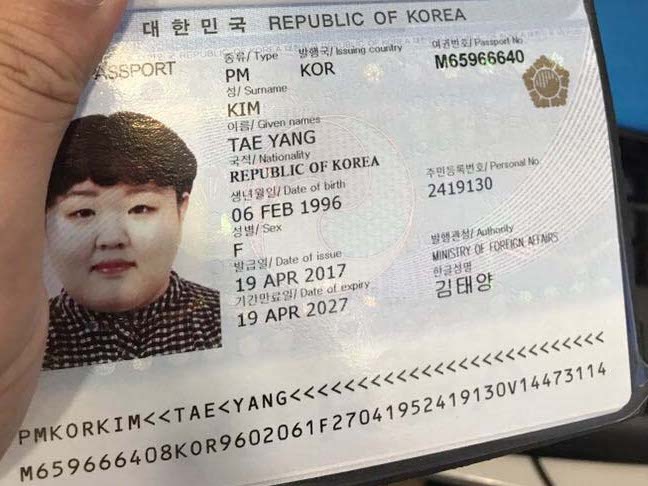 대한민국 REPUBLIC OF KOREA
ASSPORT
종류/ Type 발행국/ Issuing country 여권번호/ Passport No
PM KOR M65966640
성/ Surname
KIM
이름/ Given names
TAE YANG
국적/ Nationality
REPUBLIC OF KOREA
생년월일/ Date of birth 주민등록번호/ Personal No
06 FEB 1996 2419130
성별/ Sex
F
발급일/ Date of issue 발행관청/ Authority
19 APR 2017 MINISTRY OF FOREIGN AFFAIRS
기간만료일/ Date of expiry 한글성명
19 APR 2027 김태양
PMKORKIM<<TAE<YANG<<<<<<<<<<<<<<<<<<<<<<<<<<
M659666408KOR9602061F27041952419130V14473114